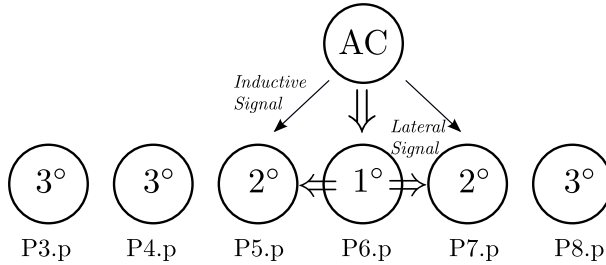 AC
Inductive
Signal
Lateral
Signal
3° 3° 2° 1° 2° 3°
P3.p P4.p P5.p P6.p P7.p P8.p